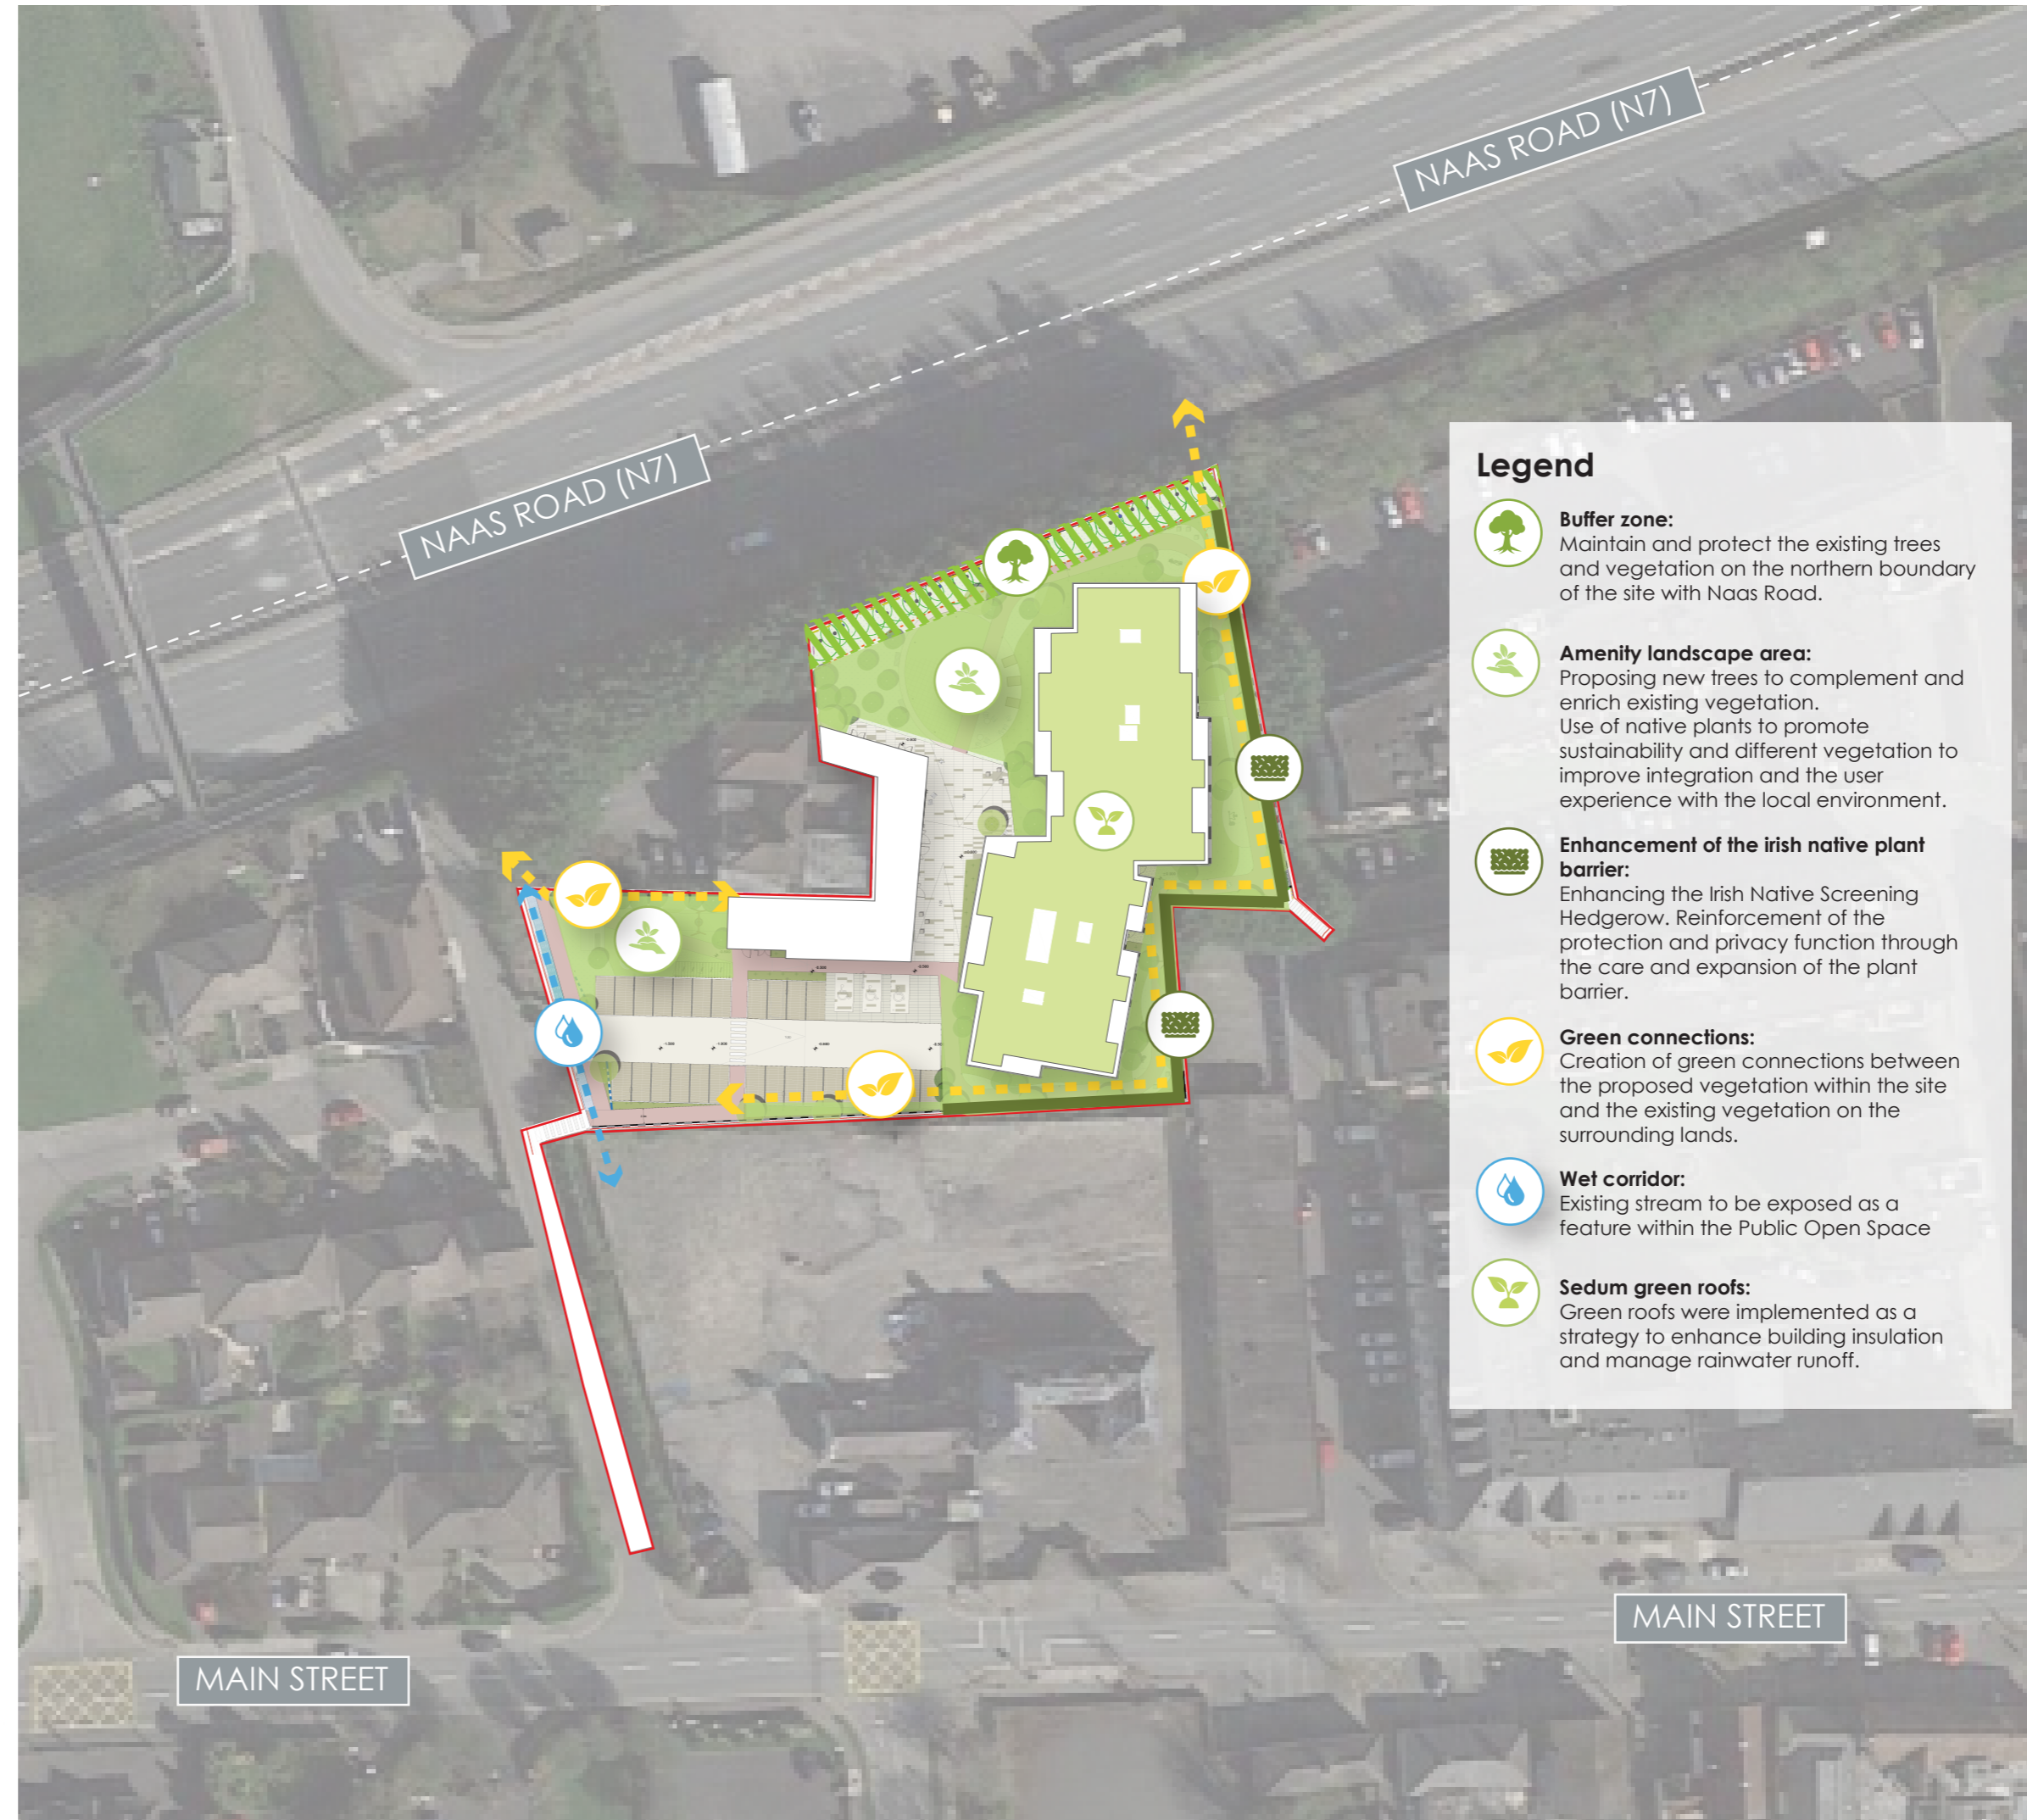 NAAS ROAD (N7)
NAAS ROAD (N7)
Legend
Buffer zone:
Maintain and protect the existing trees
and vegetation on the northern boundary
of the site with Naas Road.
Amenity landscape area:
Proposing new trees to complement and
enrich existing vegetation.
Use of native plants to promote
sustainability and different vegetation to
improve integration and the user
experience with the local environment.
Enhancement of the irish native plant
barrier:
Enhancing the Irish Native Screening
Hedgerow. Reinforcement of the
protection and privacy function through
the care and expansion of the plant
barrier.
Green connections:
Creation of green connections between
the proposed vegetation within the site
and the existing vegetation on the
surrounding lands.
Wet corridor:
Existing stream to be exposed as a
feature within the Public Open Space
Sedum green roofs:
Green roofs were implemented as a
strategy to enhance building insulation
and manage rainwater runoff.
MAIN STREET
MAIN STREET